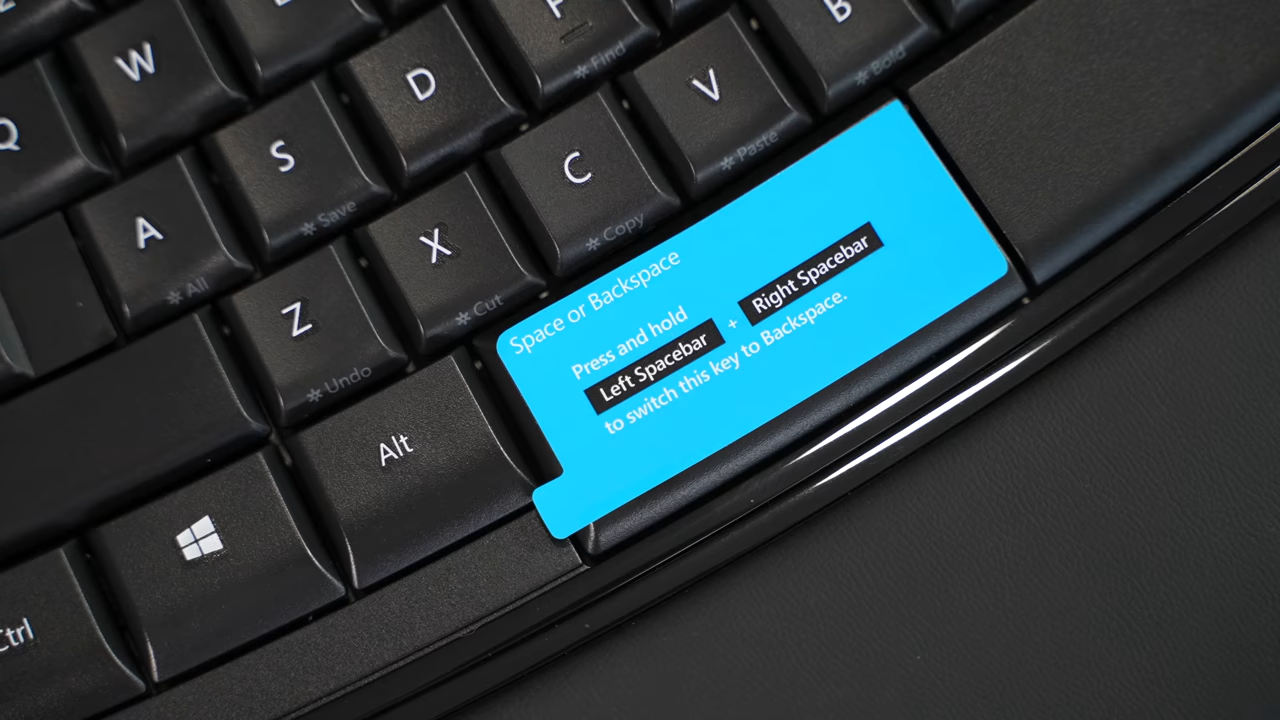 W
Q
D
F
* Find
V
* Paste
B
* Bold
S
* Save
C
* Copy
A
* All
X
* Cut
Z
* Undo
Alt
Ctrl
Space or Backspace
Press and hold
Left Spacebar + Right Spacebar
to switch this key to Backspace.